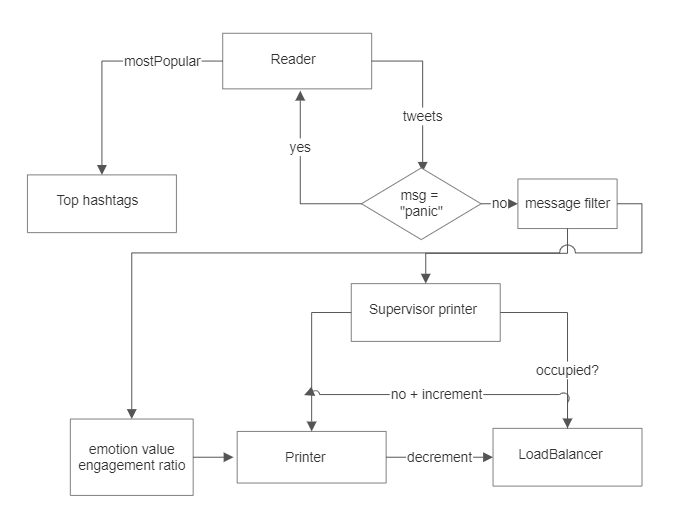 Reader
mostPopular
tweets
yes
Top hashtags
msg =
"panic"
no
message filter
Supervisor printer
occupied?
no + increment
emotion value
engagement ratio
Printer
decrement
LoadBalancer